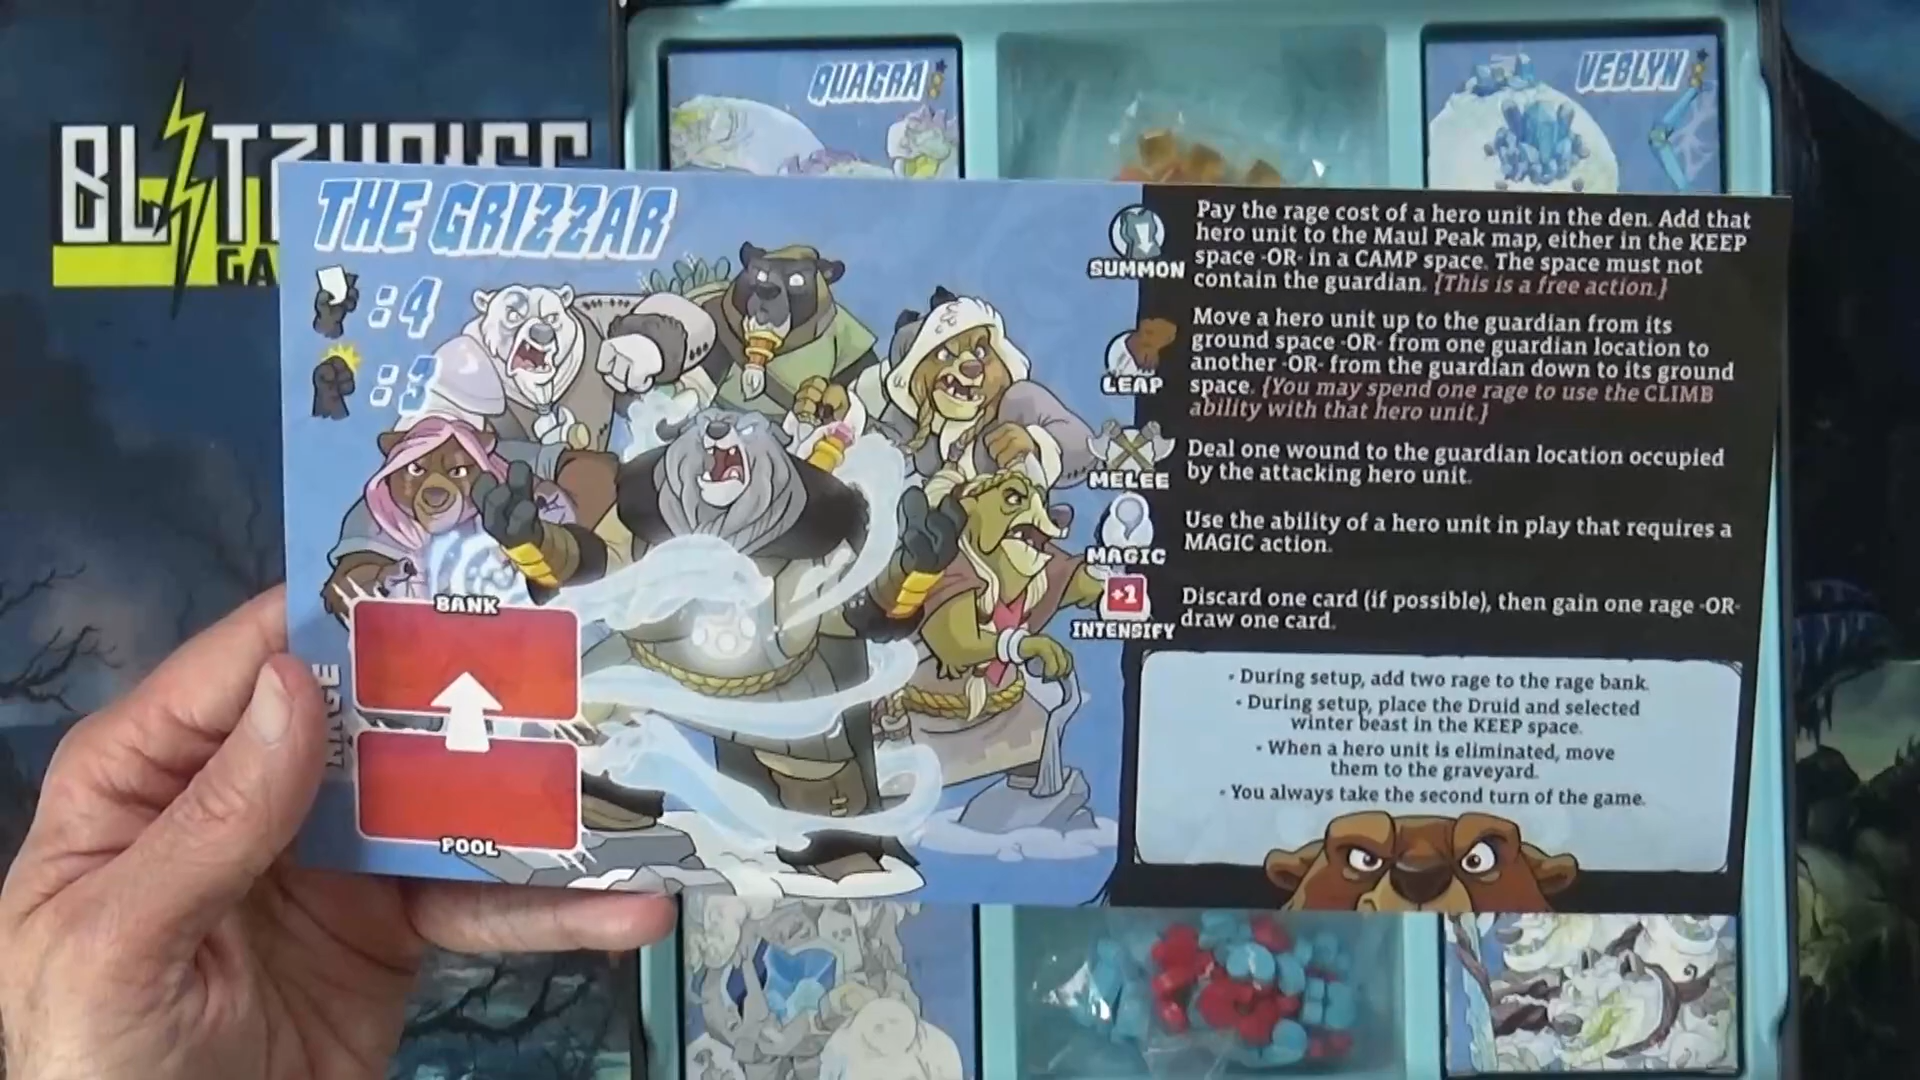 QUAGRA
VEBLYN
THE GRIZZAR
:4
:3
BANK
RAGE
POOL
SUMMON
Pay the rage cost of a hero unit in the den. Add that
hero unit to the Maul Peak map, either in the KEEP
space -OR- in a CAMP space. The space must not
contain the guardian. {This is a free action.}
LEAP
Move a hero unit up to the guardian from its
ground space -OR- from one guardian location to
another -OR- from the guardian down to its ground
space. {You may spend one rage to use the CLIMB
ability with that hero unit.}
MELEE
Deal one wound to the guardian location occupied
by the attacking hero unit.
MAGIC
Use the ability of a hero unit in play that requires a
MAGIC action.
+1
INTENSIFY
Discard one card (if possible), then gain one rage -OR-
draw one card.
• During setup, add two rage to the rage bank.
• During setup, place the Druid and selected
winter beast in the KEEP space.
• When a hero unit is eliminated, move
them to the graveyard.
• You always take the second turn of the game.